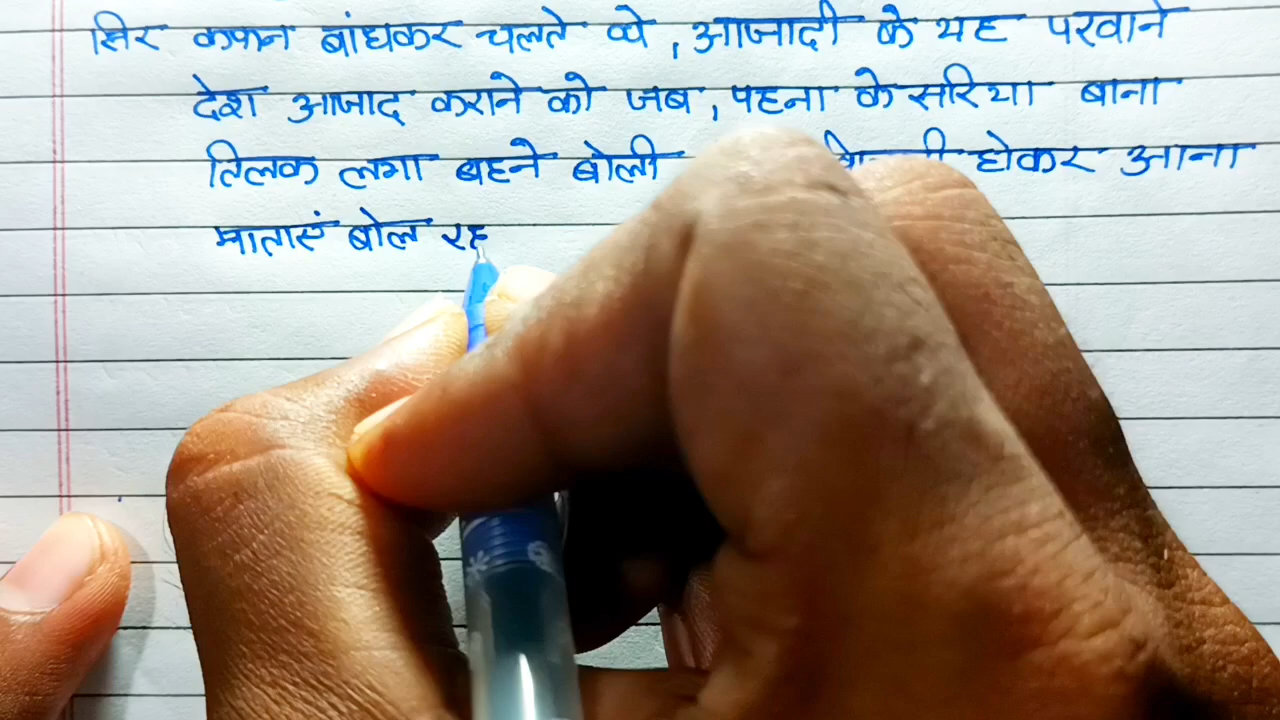 सिर कफन बांधकर चलते थे, आजादी के यह परवाने
देश आजाद कराने को जब, पहना केसरिया बाना
तिलक लगा बहने बोली होकर आना
माताएं बोल रह